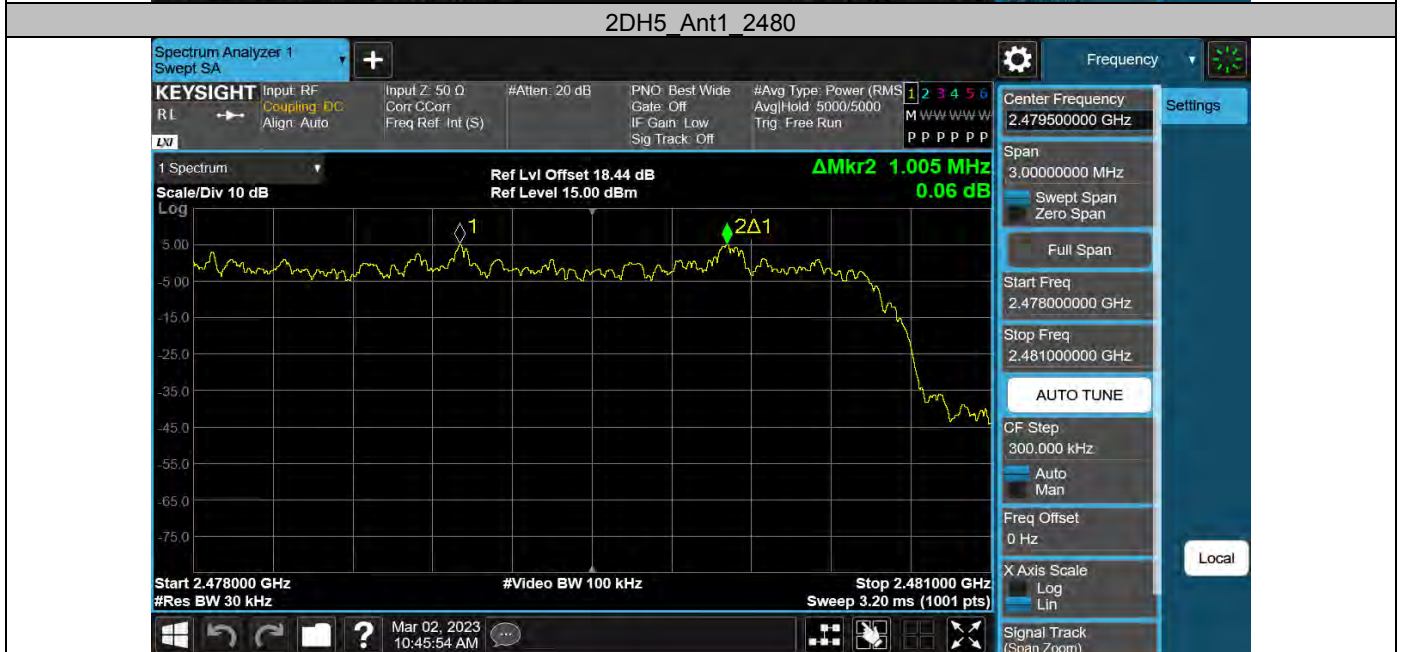 2DH5_Ant1_2480
Spectrum Analyzer 1
Swept SA
Frequency
KEYSIGHT
RL
LXI
Input: RF
Coupling: DC
Align: Auto
Input Z: 50 Ω
Corr CCorr
Freq Ref: Int (S)
#Atten: 20 dB
PNO: Best Wide
Gate: Off
IF Gain: Low
Sig Track: Off
#Avg Type: Power (RMS
Avg|Hold: 5000/5000
Trig: Free Run
1 2 3 4 5 6
M W W W W W
P P P P P P
1 Spectrum
Scale/Div 10 dB
Log
Ref Lvl Offset 18.44 dB
Ref Level 15.00 dBm
ΔMkr2 1.005 MHz
0.06 dB
1
2Δ1
5.00
-5.00
-15.0
-25.0
-35.0
-45.0
-55.0
-65.0
-75.0
Start 2.478000 GHz
#Res BW 30 kHz
#Video BW 100 kHz
Stop 2.481000 GHz
Sweep 3.20 ms (1001 pts)
Mar 02, 2023
10:45:54 AM
Center Frequency
2.479500000 GHz
Settings
Span
3.00000000 MHz
Swept Span
Zero Span
Full Span
Start Freq
2.478000000 GHz
Stop Freq
2.481000000 GHz
AUTO TUNE
CF Step
300.000 kHz
Auto
Man
Freq Offset
0 Hz
Local
X Axis Scale
Log
Lin
Signal Track
(Span Zoom)